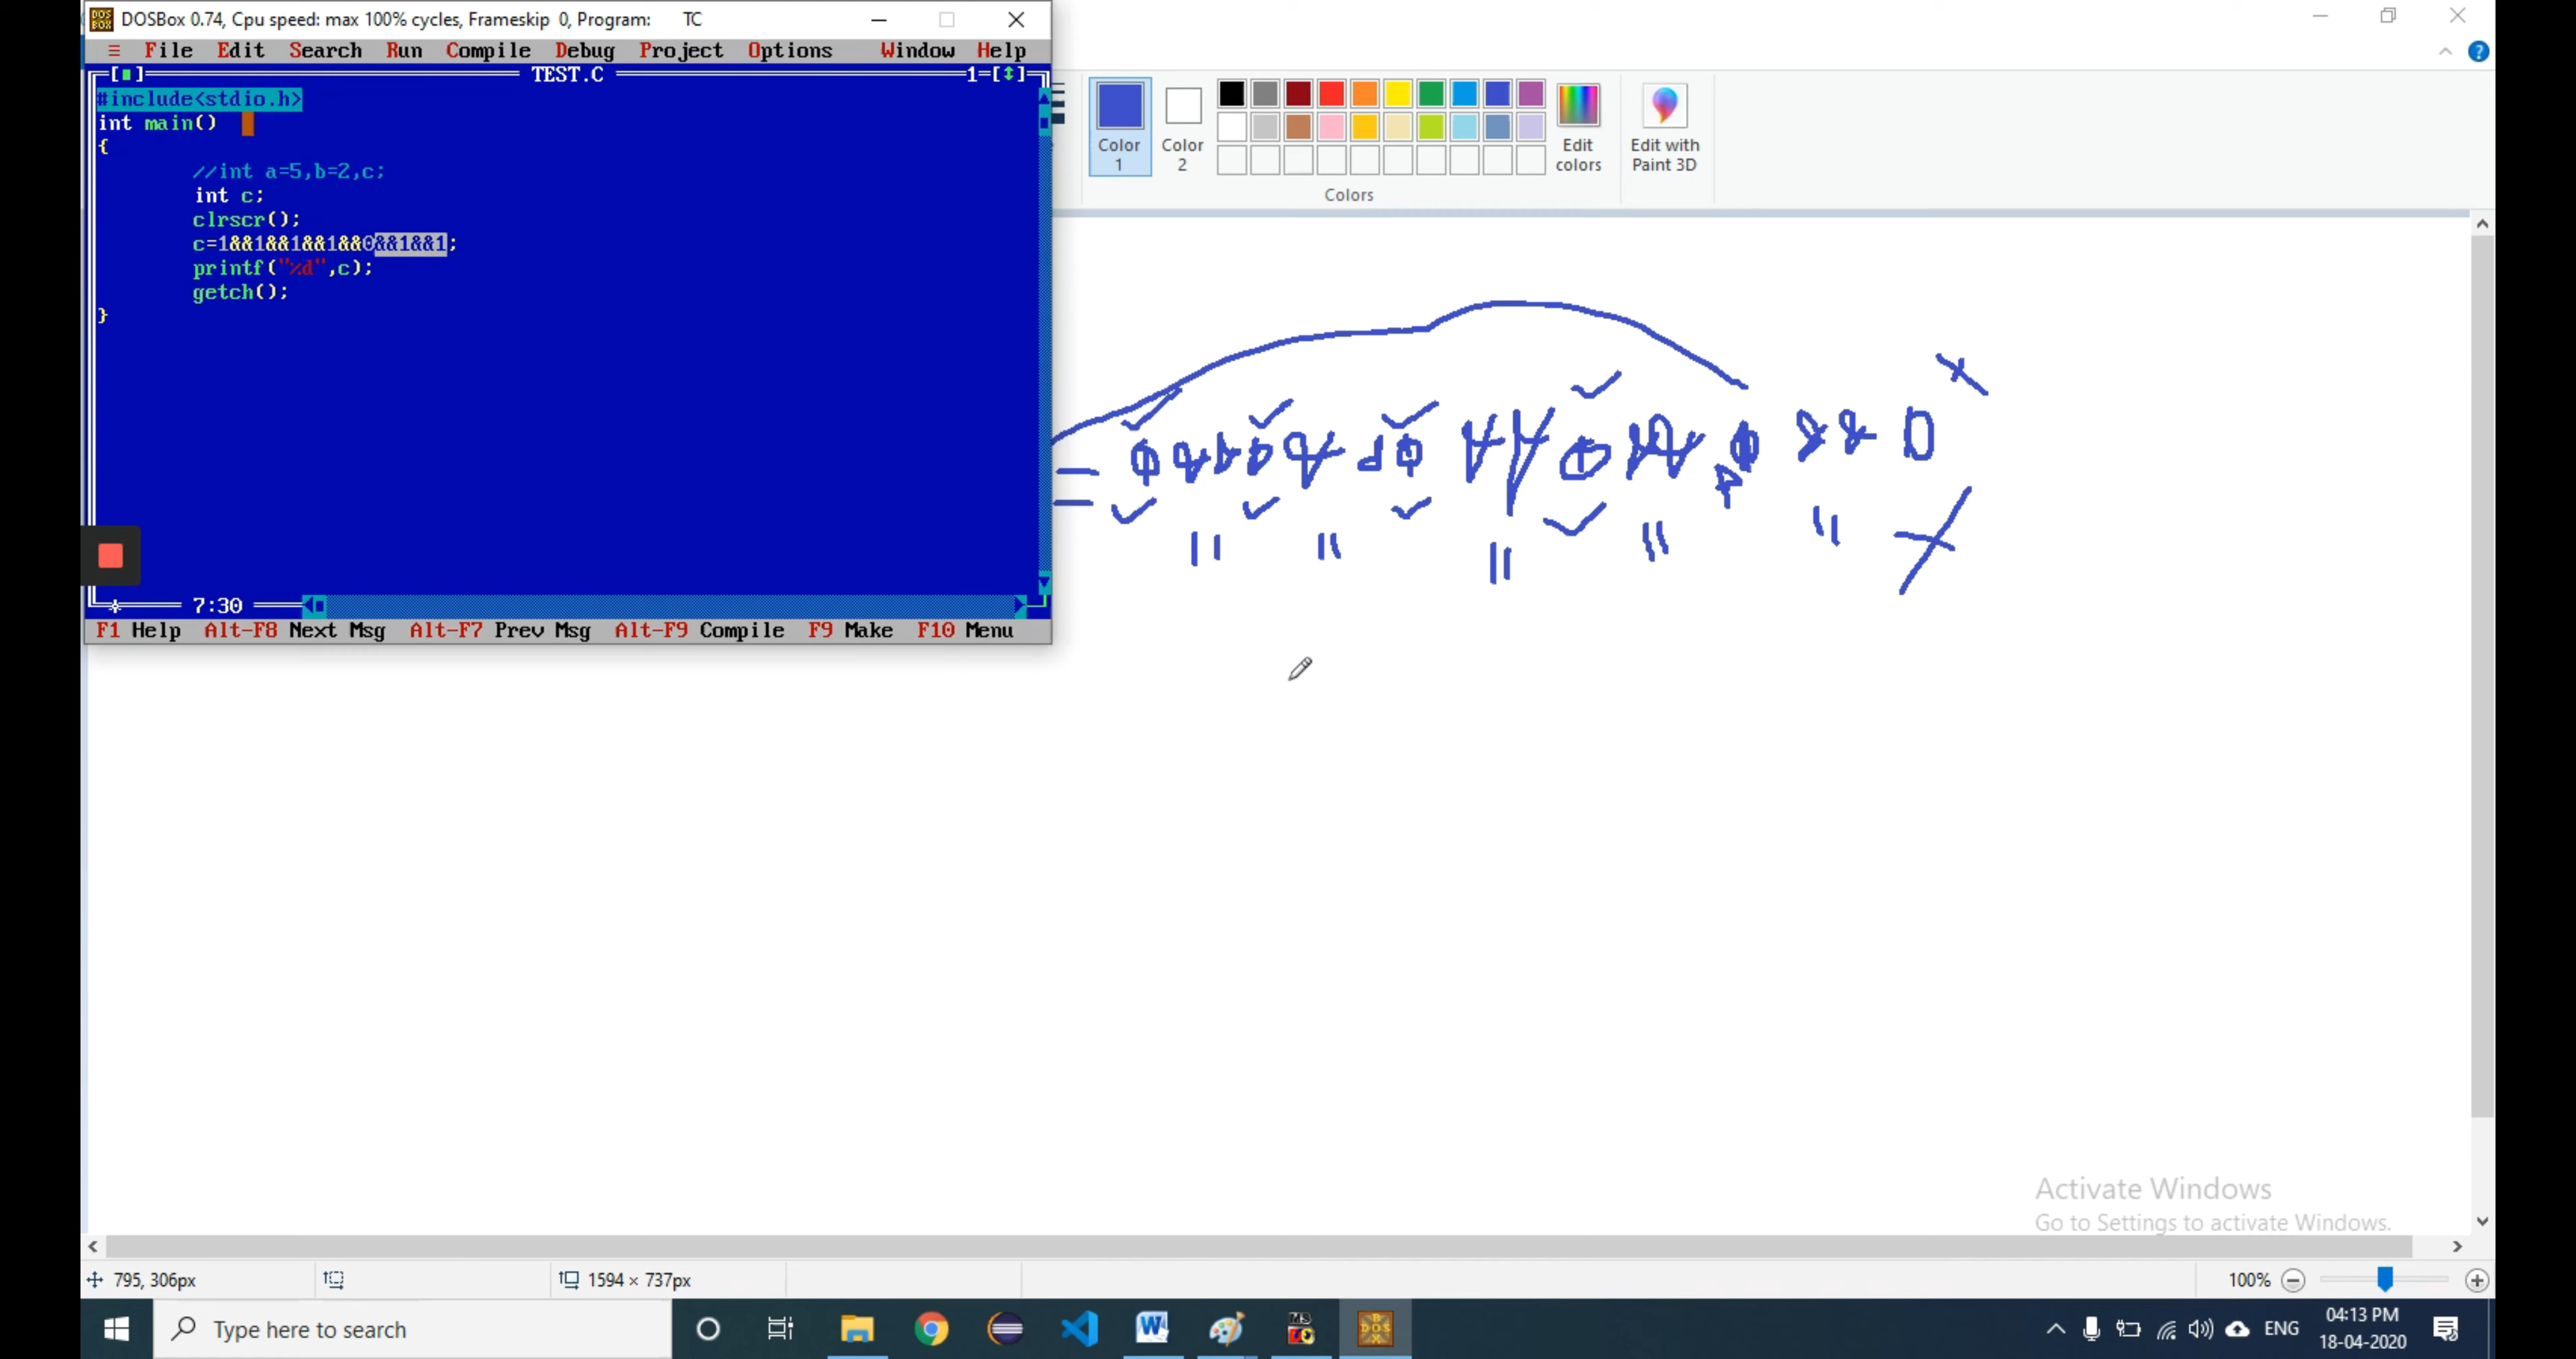 DOSBox 0.74, Cpu speed: max 100% cycles, Frameskip 0, Program: TC
≡ File Edit Search Run Compile Debug Project Options Window Help
TEST.C 1
#include<stdio.h>
int main()
{
//int a=5,b=2,c;
int c;
clrscr();
c=1&&1&&1&&1&&0&&1&&1;
printf("%d",c);
getch();
}
7:30
F1 Help Alt-F8 Next Msg Alt-F7 Prev Msg Alt-F9 Compile F9 Make F10 Menu
Color 1
Color 2
Edit colors
Edit with Paint 3D
Colors
Activate Windows
Go to Settings to activate Windows.
795, 306px
1594 × 737px
100%
Type here to search
ENG
04:13 PM
18-04-2020